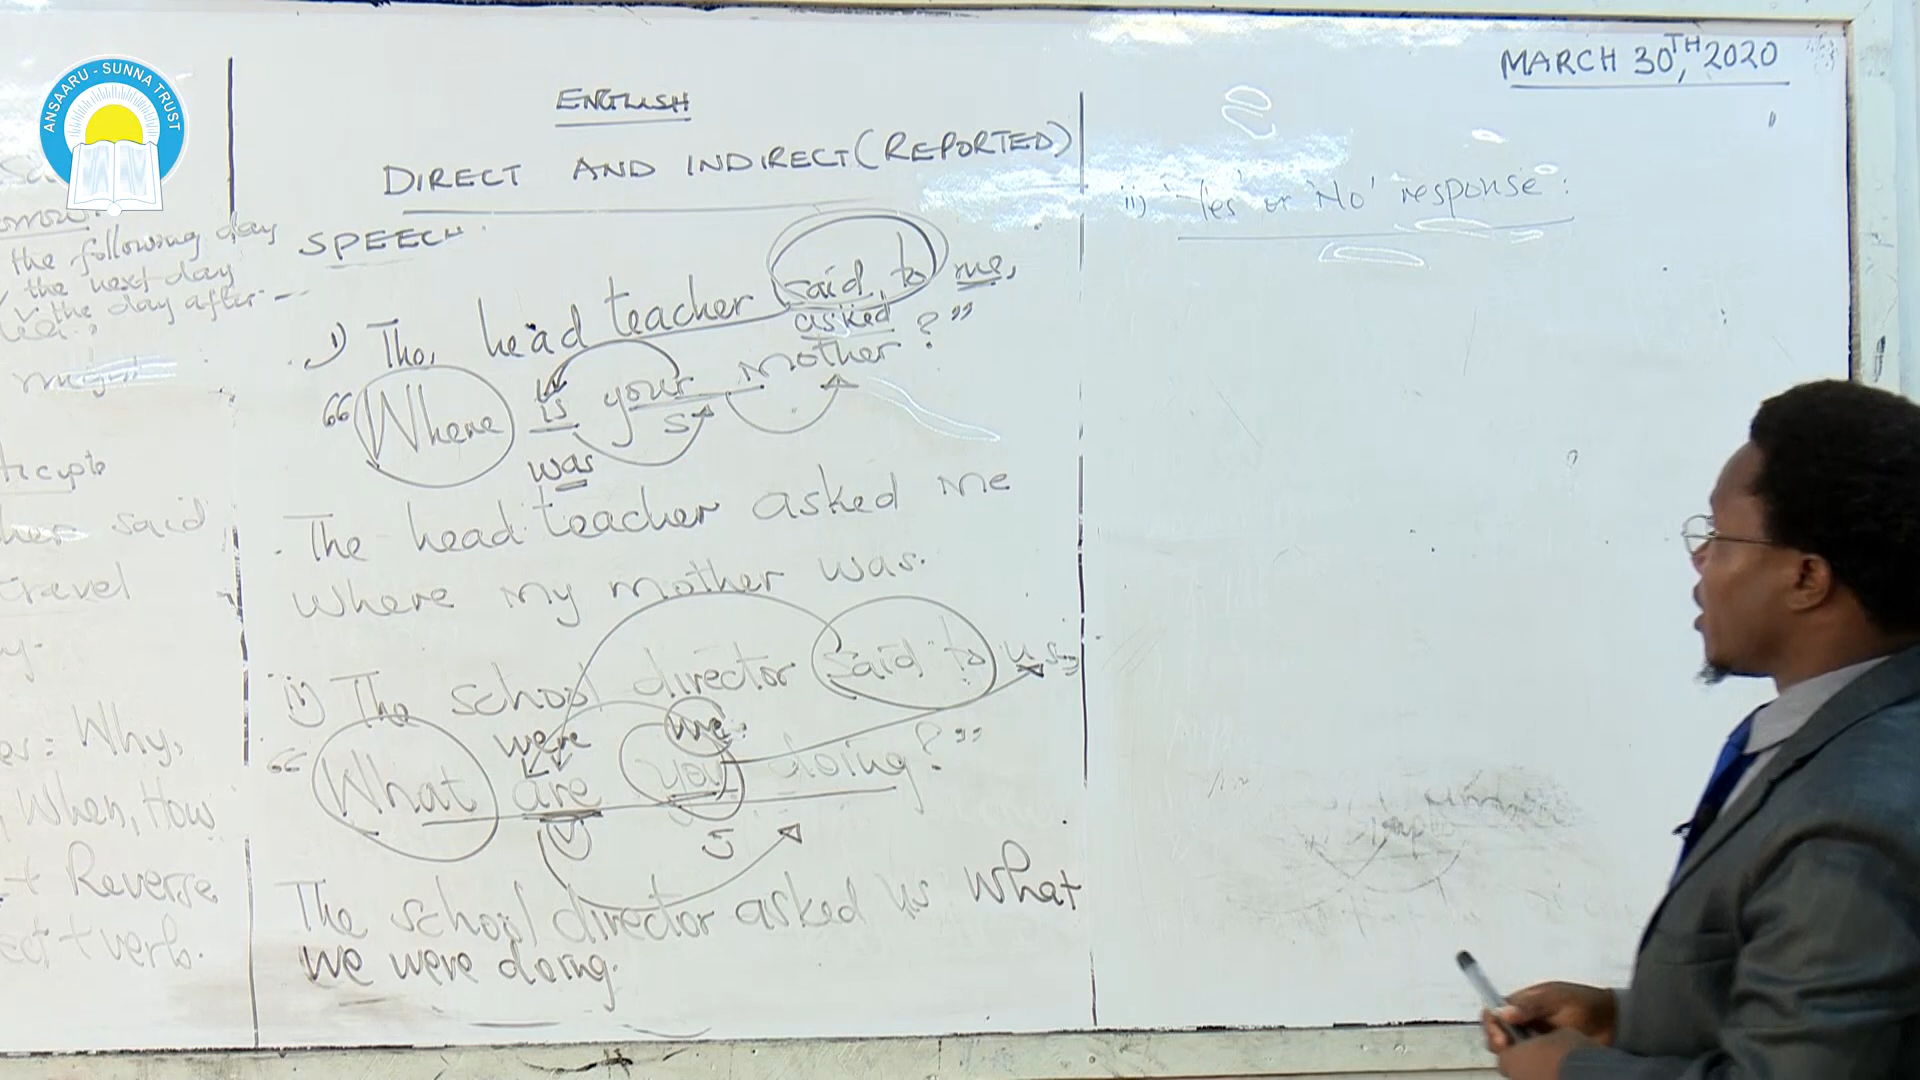 ANSAARU - SUNNA TRUST
the following day
the next day
the day after
said
travel
Why,
When, How
+ Reverse
+ verb.
ENGLISH
DIRECT AND INDIRECT (REPORTED)
SPEECH
i) The head teacher said to me,
asked
"Where is your mother?"
S
was
The head teacher asked me
where my mother was.
ii) The school director said to us,
were me
"What are you doing?"
The school director asked us what
we were doing.
MARCH 30TH, 2020
ii) 'Yes' or 'No' response: